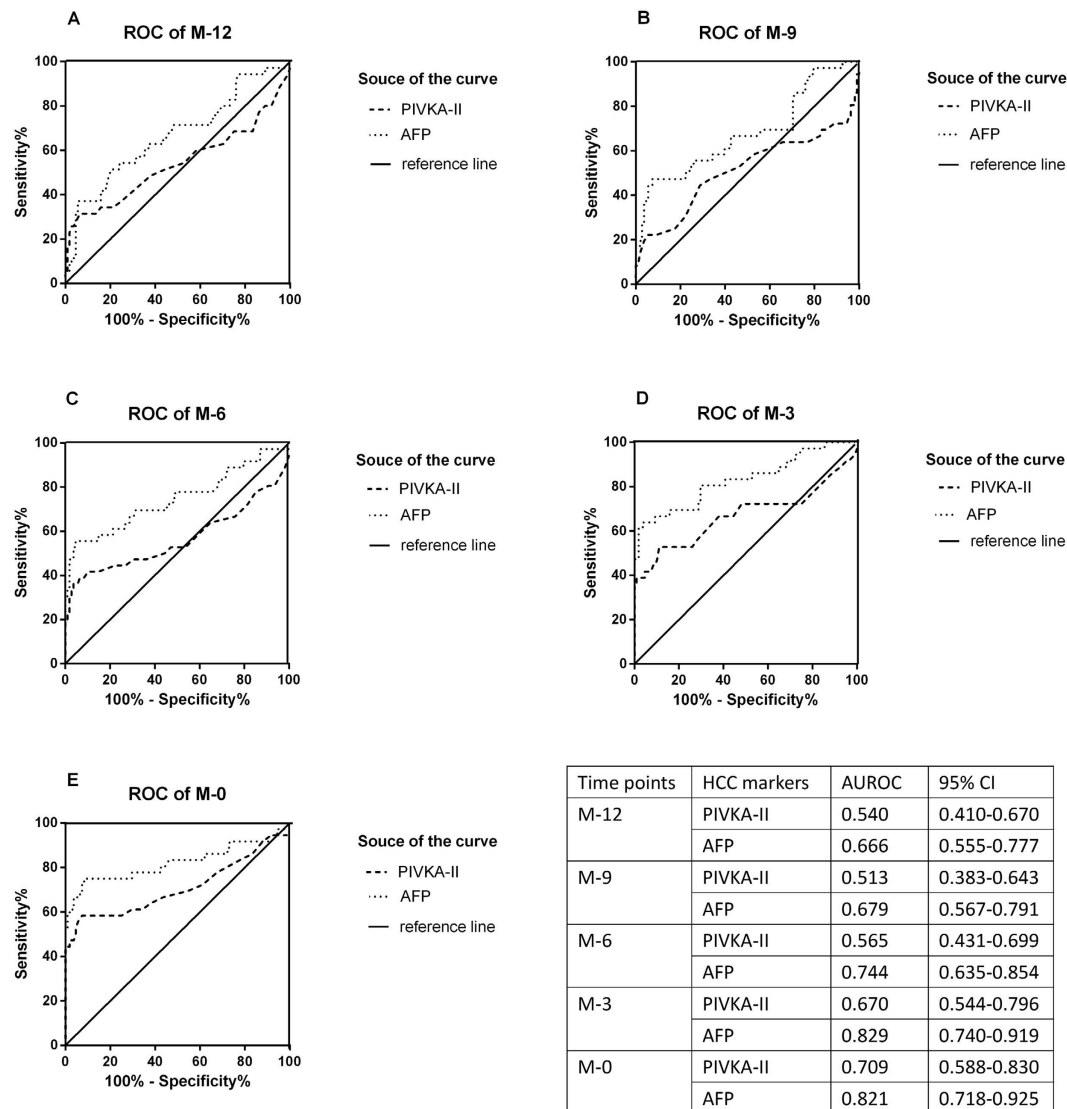 A
ROC of M-12
100
80
60
40
20
0
Sensitivity%
0 20 40 60 80 100
100% - Specificity%
Souce of the curve
PIVKA-II
AFP
reference line
B
ROC of M-9
100
80
60
40
20
0
Sensitivity%
0 20 40 60 80 100
100% - Specificity%
Souce of the curve
PIVKA-II
AFP
reference line
C
ROC of M-6
100
80
60
40
20
0
Sensitivity%
0 20 40 60 80 100
100% - Specificity%
Souce of the curve
PIVKA-II
AFP
reference line
D
ROC of M-3
100
80
60
40
20
0
Sensitivity%
0 20 40 60 80 100
100% - Specificity%
Souce of the curve
PIVKA-II
AFP
reference line
E
ROC of M-0
100
80
60
40
20
0
Sensitivity%
0 20 40 60 80 100
100% - Specificity%
Souce of the curve
PIVKA-II
AFP
reference line
Time points HCC markers AUROC 95% CI
M-12 PIVKA-II 0.540 0.410-0.670
AFP 0.666 0.555-0.777
M-9 PIVKA-II 0.513 0.383-0.643
AFP 0.679 0.567-0.791
M-6 PIVKA-II 0.565 0.431-0.699
AFP 0.744 0.635-0.854
M-3 PIVKA-II 0.670 0.544-0.796
AFP 0.829 0.740-0.919
M-0 PIVKA-II 0.709 0.588-0.830
AFP 0.821 0.718-0.925